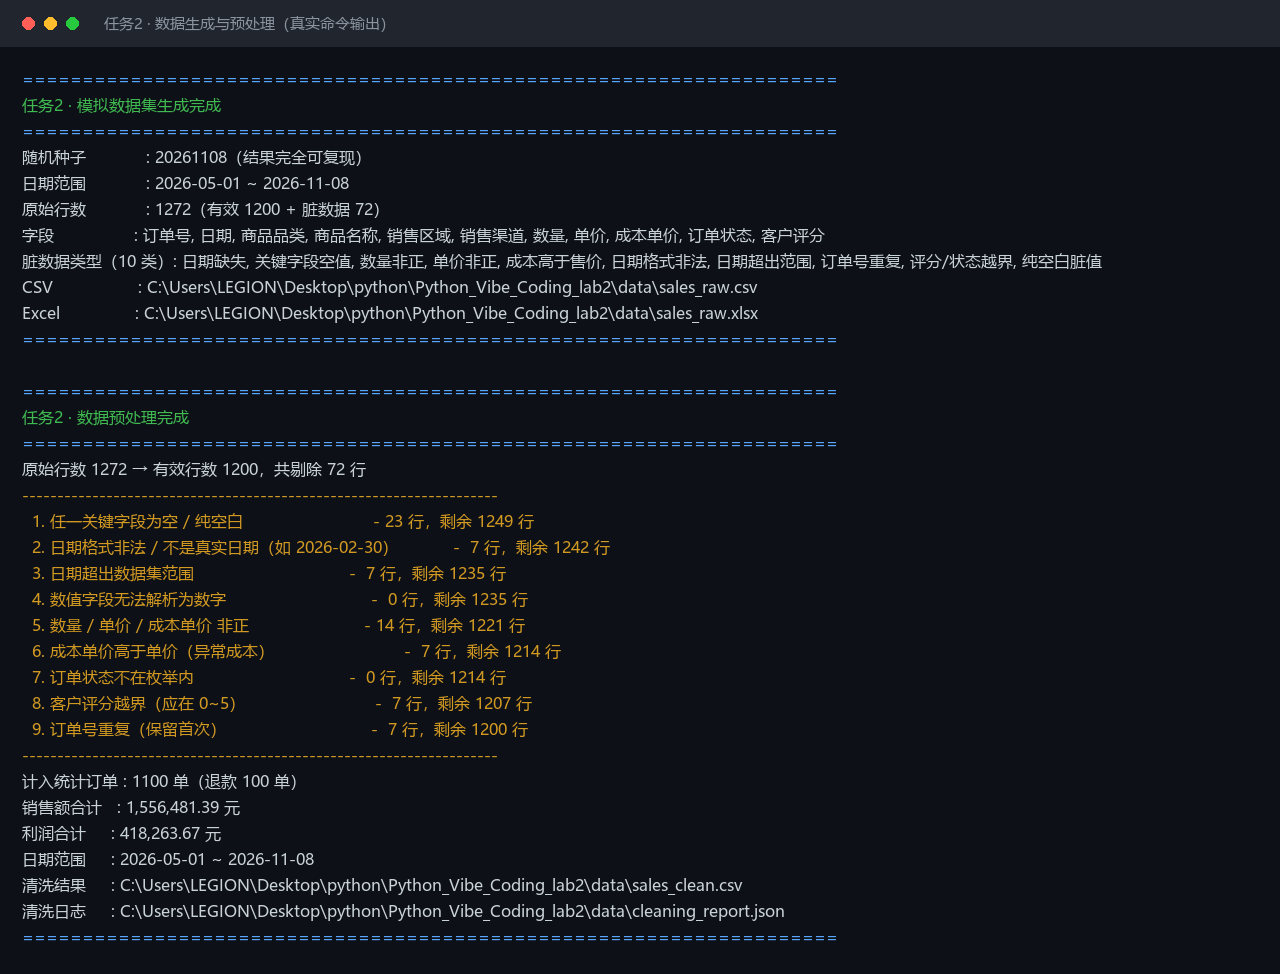 任务2 · 数据生成与预处理（真实命令输出）
====================================================================
任务2 · 模拟数据集生成完成
====================================================================
随机种子 : 20261108（结果完全可复现）
日期范围 : 2026-05-01 ~ 2026-11-08
原始行数 : 1272（有效 1200 + 脏数据 72）
字段 : 订单号, 日期, 商品品类, 商品名称, 销售区域, 销售渠道, 数量, 单价, 成本单价, 订单状态, 客户评分
脏数据类型（10 类）: 日期缺失, 关键字段空值, 数量非正, 单价非正, 成本高于售价, 日期格式非法, 日期超出范围, 订单号重复, 评分/状态越界, 纯空白脏值
CSV : C:\Users\LEGION\Desktop\python\Python_Vibe_Coding_lab2\data\sales_raw.csv
Excel : C:\Users\LEGION\Desktop\python\Python_Vibe_Coding_lab2\data\sales_raw.xlsx
====================================================================
====================================================================
任务2 · 数据预处理完成
====================================================================
原始行数 1272 → 有效行数 1200，共剔除 72 行
--------------------------------------------------------------------
1. 任一关键字段为空 / 纯空白 - 23 行，剩余 1249 行
2. 日期格式非法 / 不是真实日期（如 2026-02-30） - 7 行，剩余 1242 行
3. 日期超出数据集范围 - 7 行，剩余 1235 行
4. 数值字段无法解析为数字 - 0 行，剩余 1235 行
5. 数量 / 单价 / 成本单价 非正 - 14 行，剩余 1221 行
6. 成本单价高于单价（异常成本） - 7 行，剩余 1214 行
7. 订单状态不在枚举内 - 0 行，剩余 1214 行
8. 客户评分越界（应在 0~5） - 7 行，剩余 1207 行
9. 订单号重复（保留首次） - 7 行，剩余 1200 行
--------------------------------------------------------------------
计入统计订单 : 1100 单（退款 100 单）
销售额合计 : 1,556,481.39 元
利润合计 : 418,263.67 元
日期范围 : 2026-05-01 ~ 2026-11-08
清洗结果 : C:\Users\LEGION\Desktop\python\Python_Vibe_Coding_lab2\data\sales_clean.csv
清洗日志 : C:\Users\LEGION\Desktop\python\Python_Vibe_Coding_lab2\data\cleaning_report.json
====================================================================